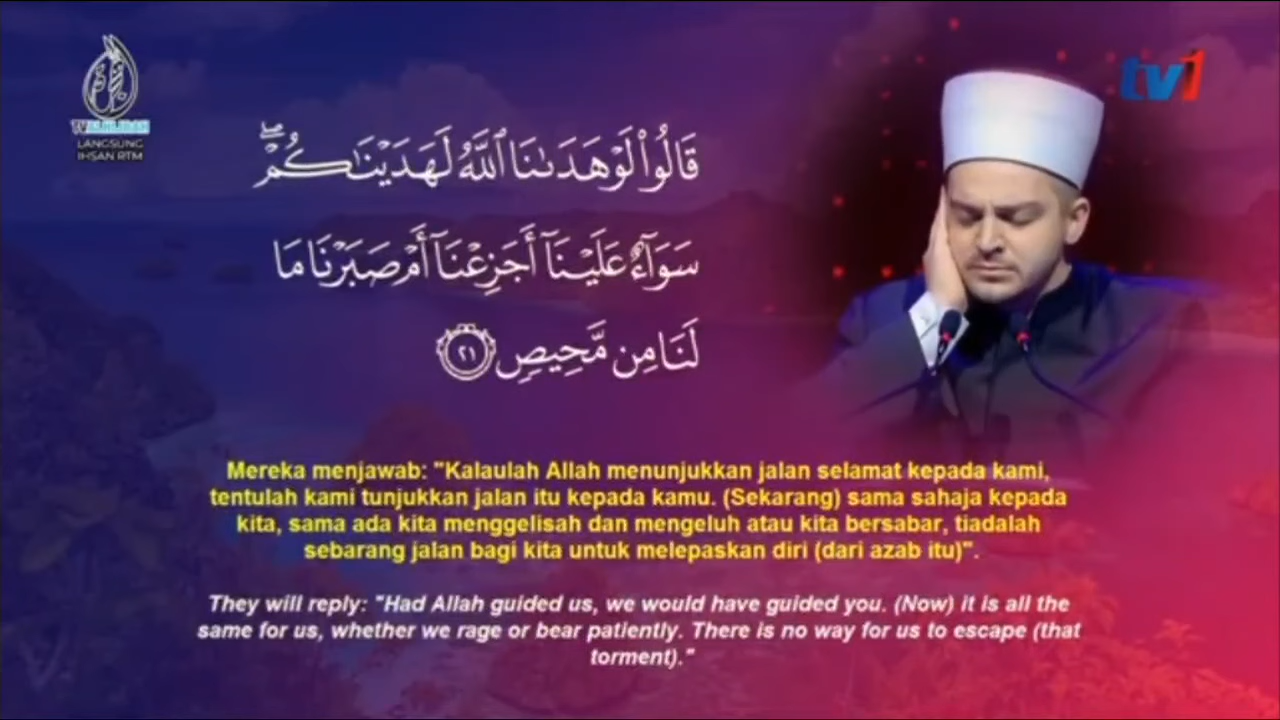 TVALHIJRAH
LANGSUNG
IHSAN RTM
tv1
قَالُوا۟ لَوْ هَدَىٰنَا ٱللَّهُ لَهَدَيْنَٰكُمْ ۖ
سَوَآءٌ عَلَيْنَآ أَجَزِعْنَآ أَمْ صَبَرْنَا مَا
لَنَا مِن مَّحِيصٍ ٢١
Mereka menjawab: "Kalaulah Allah menunjukkan jalan selamat kepada kami,
tentulah kami tunjukkan jalan itu kepada kamu. (Sekarang) sama sahaja kepada
kita, sama ada kita menggelisah dan mengeluh atau kita bersabar, tiadalah
sebarang jalan bagi kita untuk melepaskan diri (dari azab itu)".
They will reply: "Had Allah guided us, we would have guided you. (Now) it is all the
same for us, whether we rage or bear patiently. There is no way for us to escape (that
torment)."